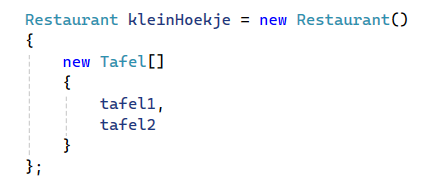 Restaurant kleinHoekje = new Restaurant()
{
    new Tafel[]
    {
        tafel1,
        tafel2
    }
};